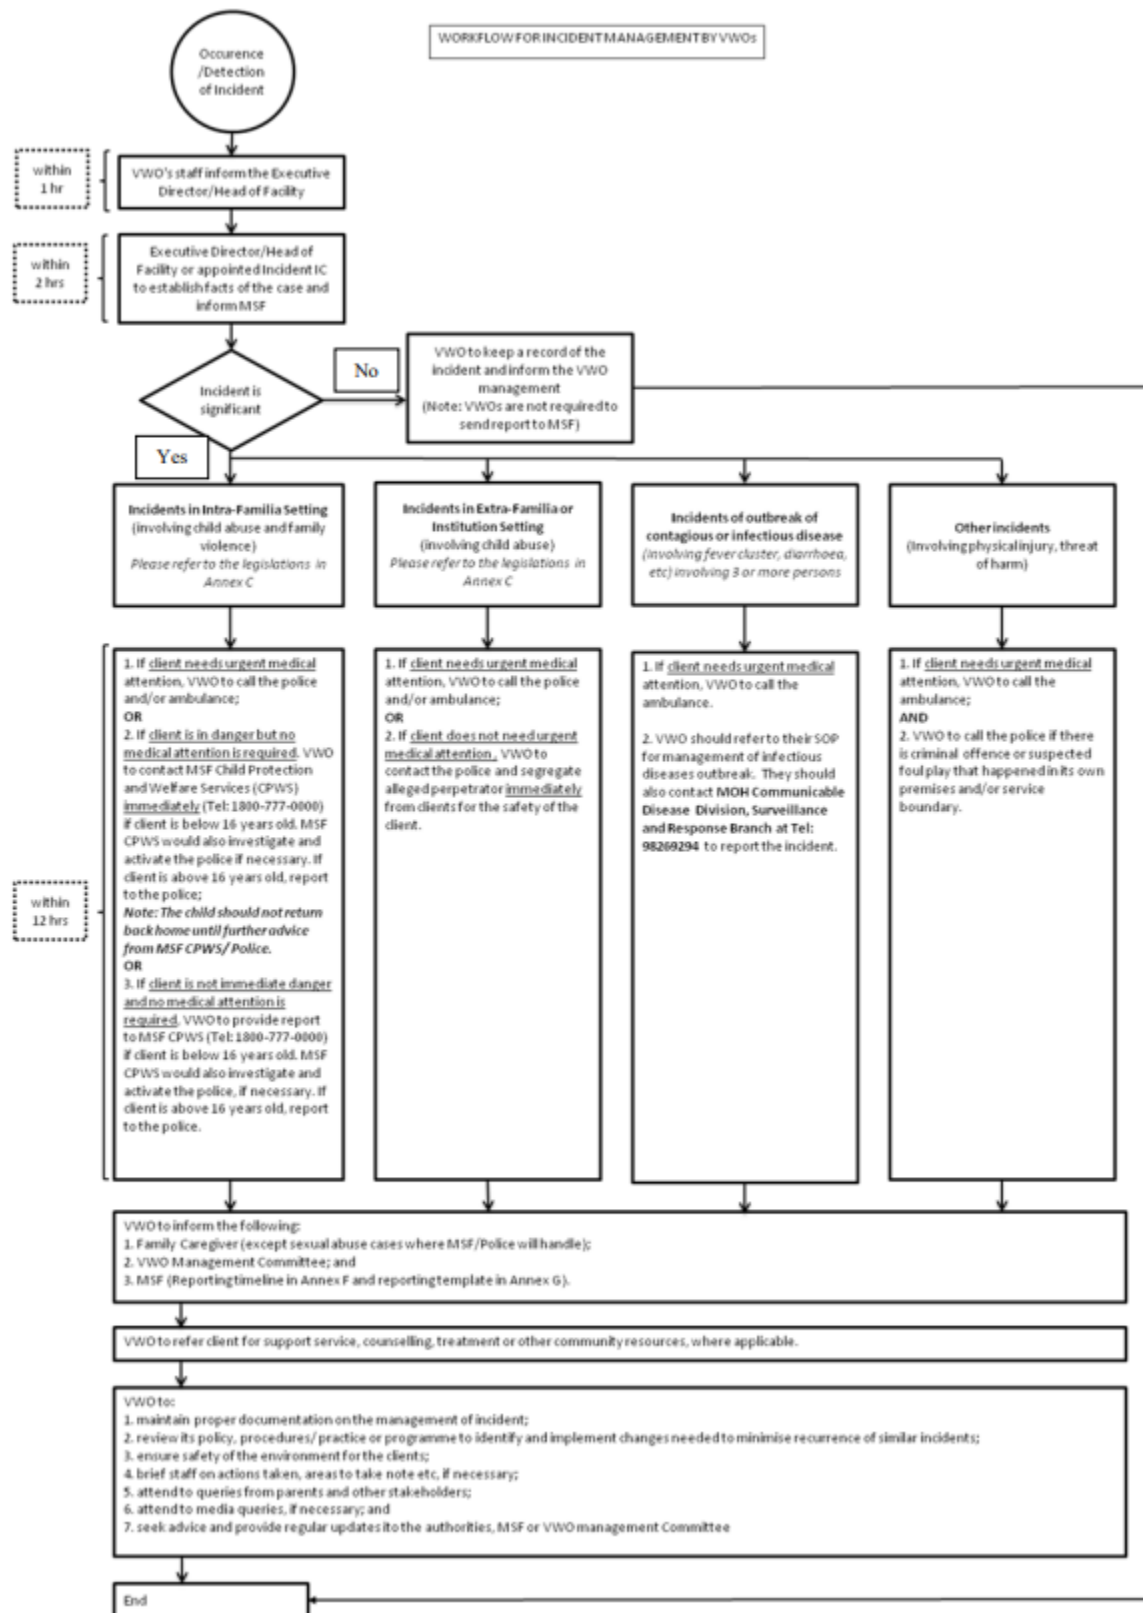 WORKFLOW FOR INCIDENT MANAGEMENT BY VWOs
Occurence
/Detection
of Incident
within
1 hr
VWO's staff inform the Executive
Director/Head of Facility
within
2 hrs
Executive Director/Head of
Facility or appointed Incident IC
to establish facts of the case and
inform MSF
Incident is
significant
No
VWO to keep a record of the
incident and inform the VWO
management
(Note: VWOs are not required to
send report to MSF)
Yes
Incidents in Intra-Familia Setting
(involving child abuse and family
violence)
Please refer to the legislations in
Annex C
Incidents in Extra-Familia or
Institution Setting
(involving child abuse)
Please refer to the legislations in
Annex C
Incidents of outbreak of
contagious or infectious disease
(Involving fever cluster, diarrhoea,
etc) involving 3 or more persons
Other incidents
(Involving physical injury, threat
of harm)
within
12 hrs
1. If client needs urgent medical
attention, VWO to call the police
and/or ambulance;
OR
2. If client is in danger but no
medical attention is required. VWO
to contact MSF Child Protection
and Welfare Services (CPWS)
immediately (Tel: 1800-777-0000)
if client is below 16 years old. MSF
CPWS would also investigate and
activate the police if necessary. If
client is above 16 years old, report
to the police;
Note: The child should not return
back home until further advice
from MSF CPWS/ Police.
OR
3. If client is not immediate danger
and no medical attention is
required, VWO to provide report
to MSF CPWS (Tel: 1800-777-0000)
if client is below 16 years old. MSF
CPWS would also investigate and
activate the police, if necessary. If
client is above 16 years old, report
to the police.
1. If client needs urgent medical
attention, VWO to call the police
and/or ambulance;
OR
2. If client does not need urgent
medical attention , VWO to
contact the police and segregate
alleged perpetrator immediately
from clients for the safety of the
client.
1. If client needs urgent medical
attention, VWO to call the
ambulance.
2. VWO should refer to their SOP
for management of infectious
diseases outbreak. They should
also contact MOH Communicable
Disease Division, Surveillance
and Response Branch at Tel:
98269294 to report the incident.
1. If client needs urgent medical
attention, VWO to call the
ambulance;
AND
2. VWO to call the police if there
is criminal offence or suspected
foul play that happened in its own
premises and/or service
boundary.
VWO to inform the following:
1. Family Caregiver (except sexual abuse cases where MSF/Police will handle);
2. VWO Management Committee; and
3. MSF (Reporting timeline in Annex F and reporting template in Annex G).
VWO to refer client for support service, counselling, treatment or other community resources, where applicable.
VWO to:
1. maintain proper documentation on the management of incident;
2. review its policy, procedures/ practice or programme to identify and implement changes needed to minimise recurrence of similar incidents;
3. ensure safety of the environment for the clients;
4. brief staff on actions taken, areas to take note etc, if necessary;
5. attend to queries from parents and other stakeholders;
6. attend to media queries, if necessary; and
7. seek advice and provide regular updates ito the authorities, MSF or VWO management Committee
End